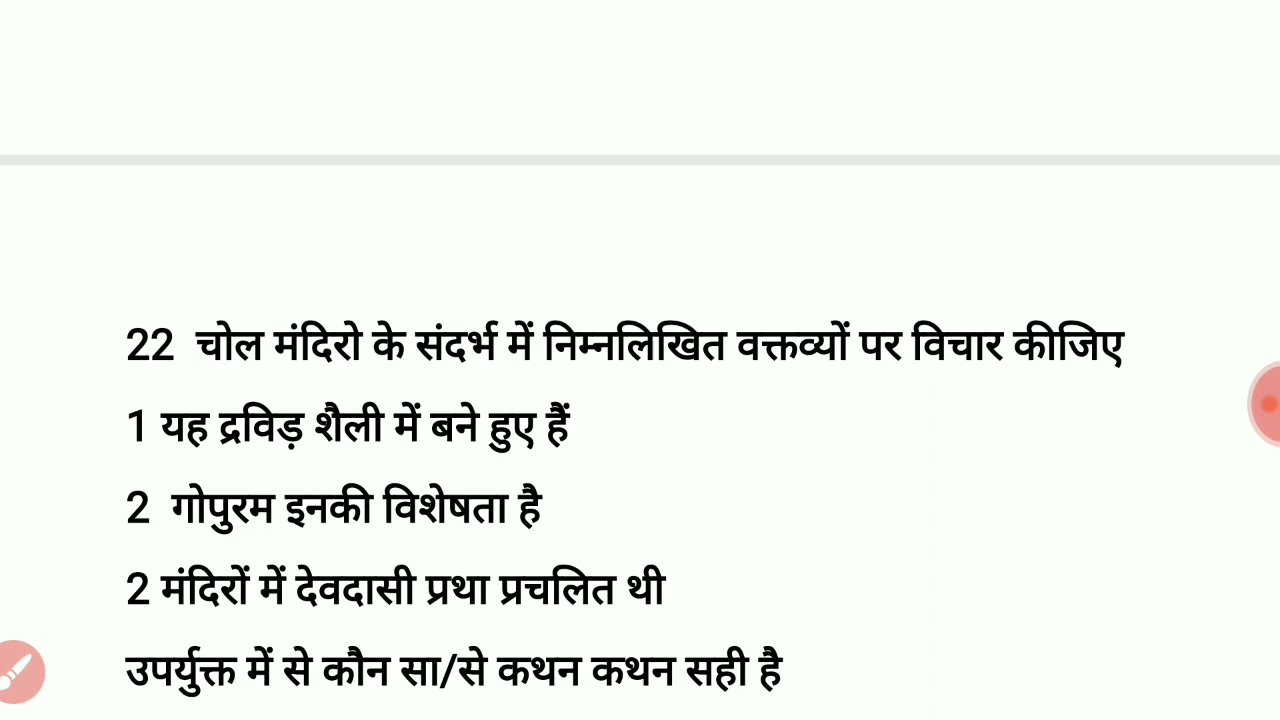 22 चोल मंदिरो के संदर्भ में निम्नलिखित वक्तव्यों पर विचार कीजिए
1 यह द्रविड़ शैली में बने हुए हैं
2 गोपुरम इनकी विशेषता है
2 मंदिरों में देवदासी प्रथा प्रचलित थी
उपर्युक्त में से कौन सा/से कथन कथन सही है